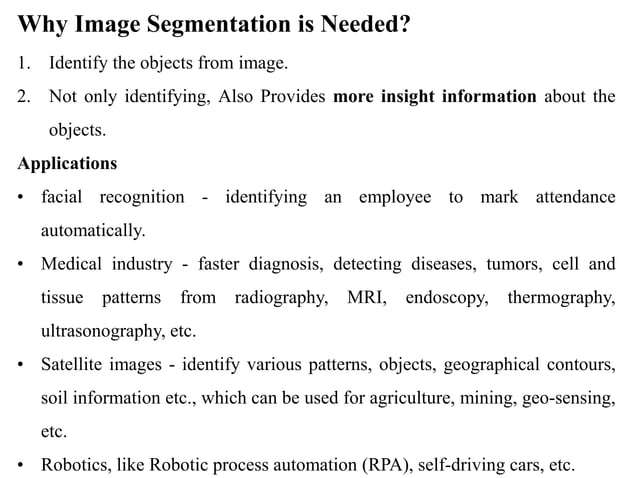 Why Image Segmentation is Needed?
1. Identify the objects from image.
2. Not only identifying, Also Provides more insight information about the
objects.
Applications
• facial recognition - identifying an employee to mark attendance
automatically.
• Medical industry - faster diagnosis, detecting diseases, tumors, cell and
tissue patterns from radiography, MRI, endoscopy, thermography,
ultrasonography, etc.
• Satellite images - identify various patterns, objects, geographical contours,
soil information etc., which can be used for agriculture, mining, geo-sensing,
etc.
• Robotics, like Robotic process automation (RPA), self-driving cars, etc.